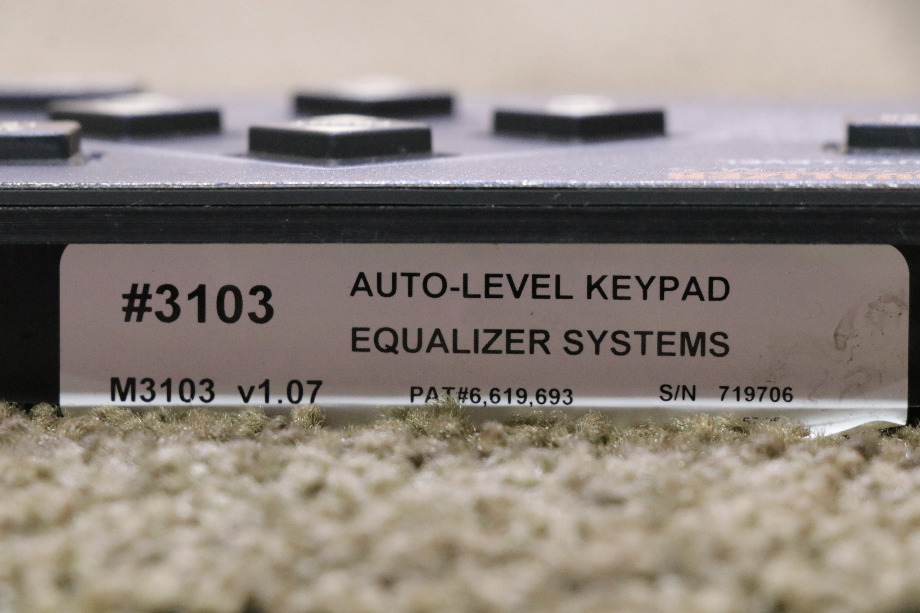 #3103
AUTO-LEVEL KEYPAD
EQUALIZER SYSTEMS
M3103 v1.07
PAT#6,619,693
S/N 719706